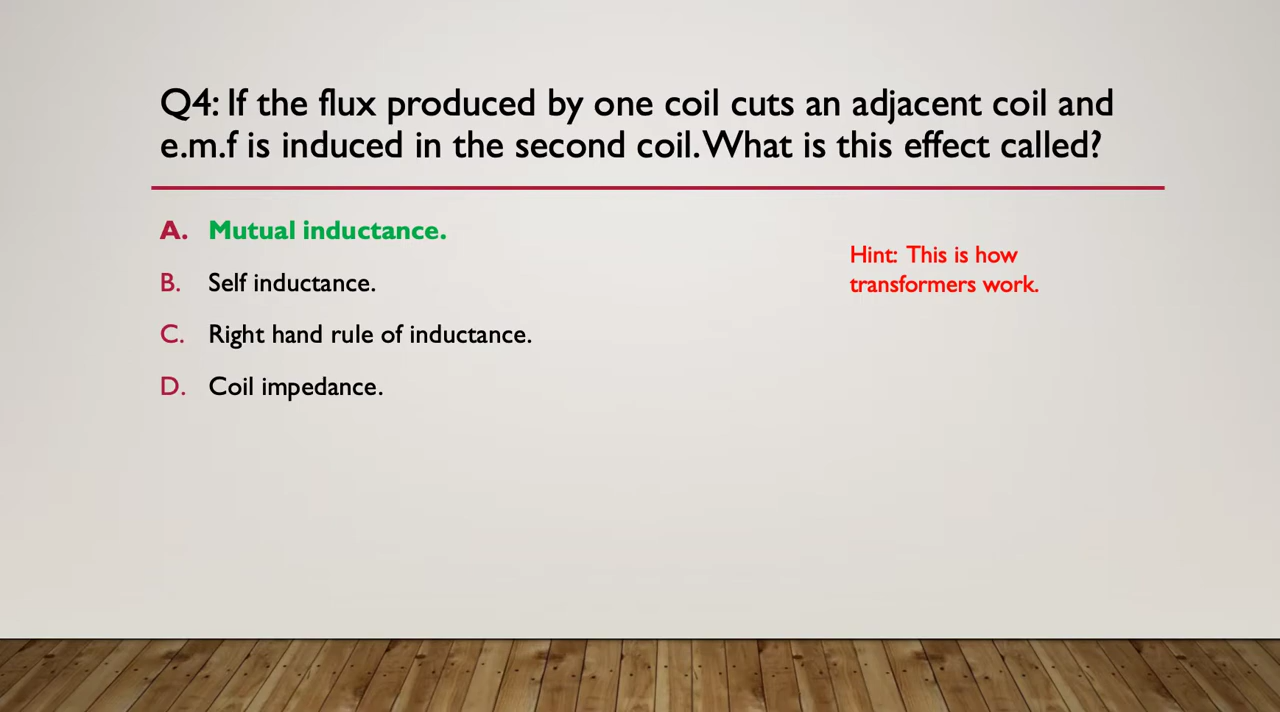 Q4: If the flux produced by one coil cuts an adjacent coil and
e.m.f is induced in the second coil. What is this effect called?
A. Mutual inductance.
B. Self inductance.
C. Right hand rule of inductance.
D. Coil impedance.
Hint: This is how
transformers work.